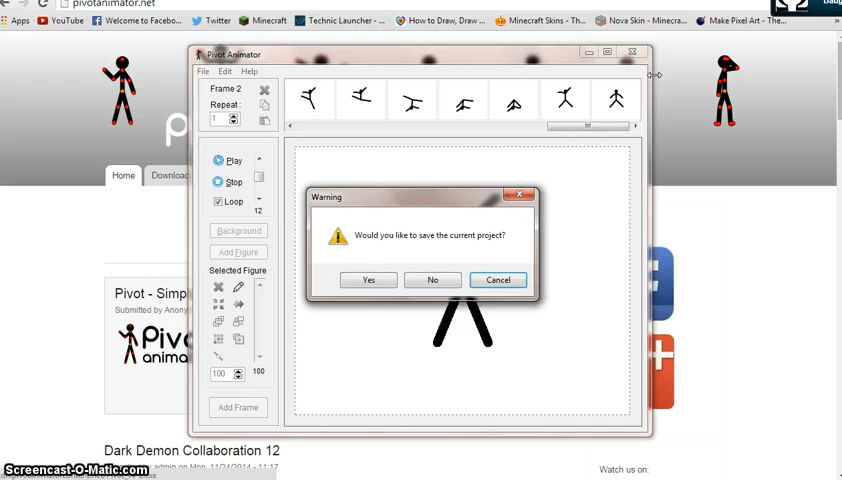 pivotanimator.net
Apps YouTube Welcome to Facebo... Twitter Minecraft Technic Launcher - ... How to Draw, Draw ... Minecraft Skins - Th... Nova Skin - Minecra... Make Pixel Art - The... »
Pivot Animator
File Edit Help
Frame 2
Repeat:
1
Home
Play
Stop
Loop
12
Background
Add Figure
Selected Figure
100
100
Add Frame
Warning
Would you like to save the current project?
Yes No Cancel
Pivot - Simp
Submitted by Anony
Pivo
anima
Dark Demon Collaboration 12
by admin on Mon, 11/24/2014 - 11:17
Watch us on:
Screencast-O-Matic.com